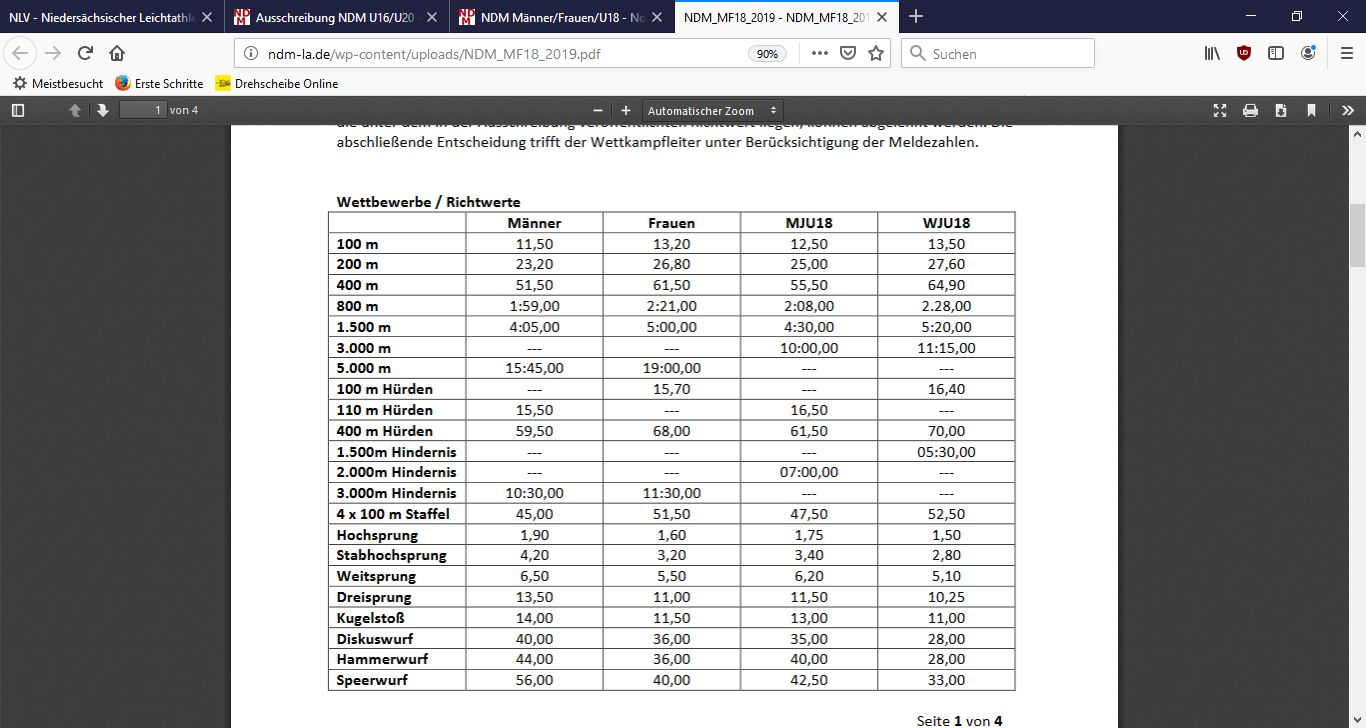 NLV - Niedersächsischer Leichtathle
Ausschreibung NDM U16/U20 -
NDM Männer/Frauen/U18 - No
NDM_MF18_2019 - NDM_MF18_201
ndm-la.de/wp-content/uploads/NDM_MF18_2019.pdf
90%
Suchen
Meistbesucht
Erste Schritte
Drehscheibe Online
1 von 4
Automatischer Zoom
abschließende Entscheidung trifft der Wettkampfleiter unter Berücksichtigung der Meldezahlen.
Wettbewerbe / Richtwerte
Männer Frauen MJU18 WJU18
100 m 11,50 13,20 12,50 13,50
200 m 23,20 26,80 25,00 27,60
400 m 51,50 61,50 55,50 64,90
800 m 1:59,00 2:21,00 2:08,00 2.28,00
1.500 m 4:05,00 5:00,00 4:30,00 5:20,00
3.000 m --- --- 10:00,00 11:15,00
5.000 m 15:45,00 19:00,00 --- ---
100 m Hürden --- 15,70 --- 16,40
110 m Hürden 15,50 --- 16,50 ---
400 m Hürden 59,50 68,00 61,50 70,00
1.500m Hindernis --- --- --- 05:30,00
2.000m Hindernis --- --- 07:00,00 ---
3.000m Hindernis 10:30,00 11:30,00 --- ---
4 x 100 m Staffel 45,00 51,50 47,50 52,50
Hochsprung 1,90 1,60 1,75 1,50
Stabhochsprung 4,20 3,20 3,40 2,80
Weitsprung 6,50 5,50 6,20 5,10
Dreisprung 13,50 11,00 11,50 10,25
Kugelstoß 14,00 11,50 13,00 11,00
Diskuswurf 40,00 36,00 35,00 28,00
Hammerwurf 44,00 36,00 40,00 28,00
Speerwurf 56,00 40,00 42,50 33,00
Seite 1 von 4